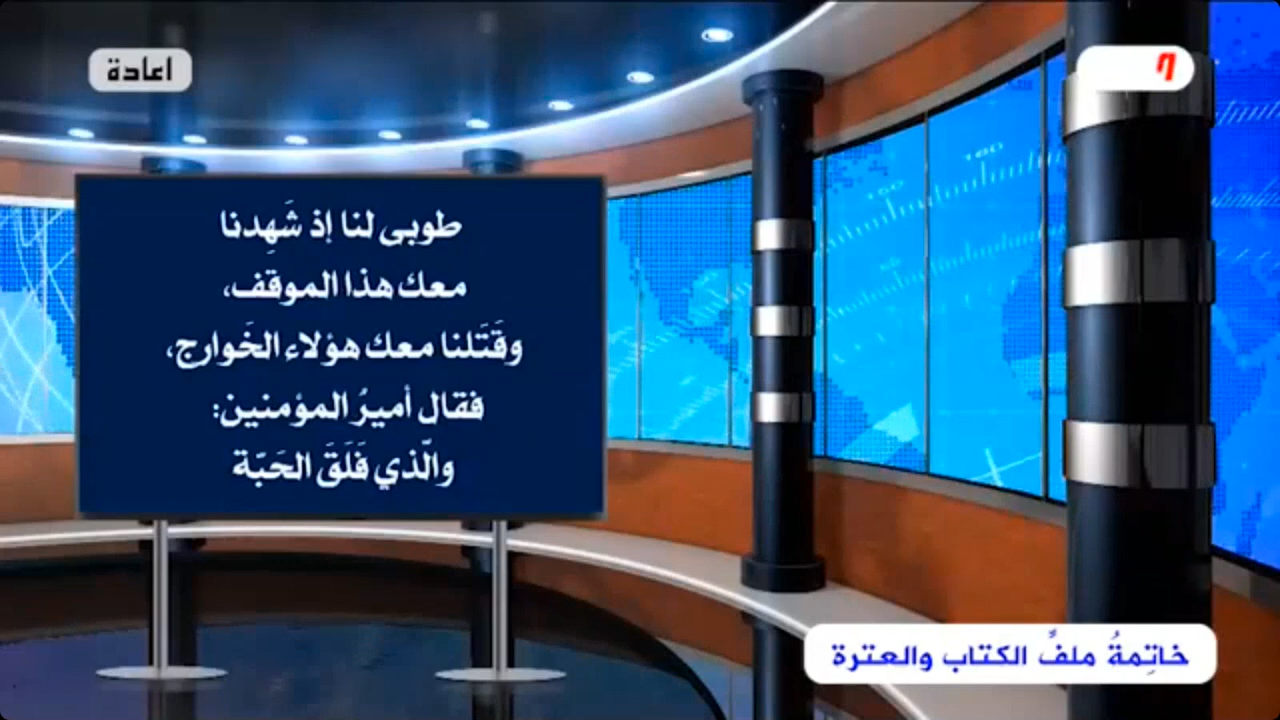 اعادة
طوبى لنا إذ شَهِدنا
معك هذا الموقف،
وقَتَلنا معك هؤلاء الخَوارج،
فقال أميرُ المؤمنين:
والّذي فَلَقَ الحَبّة
خاتِمةُ ملفِّ الكتاب والعترة